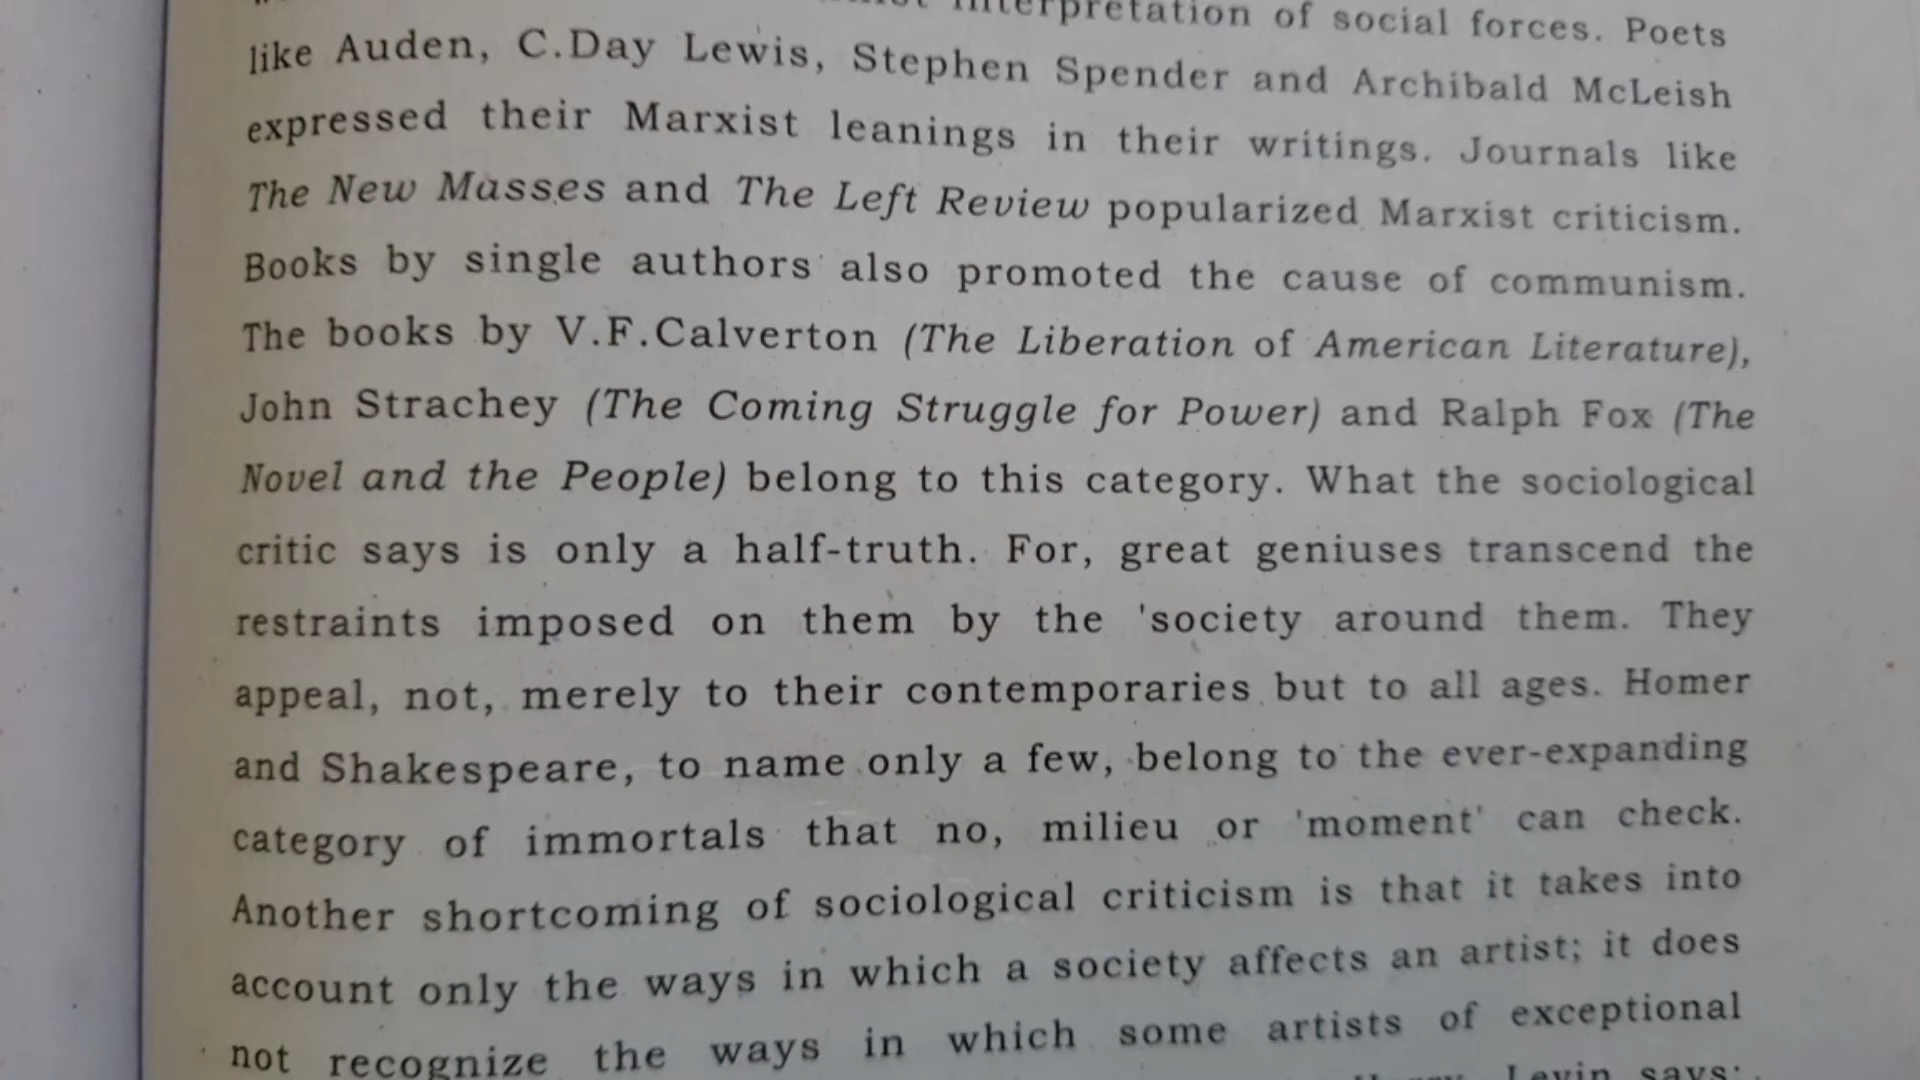 interpretation of social forces. Poets
like Auden, C.Day Lewis, Stephen Spender and Archibald McLeish
expressed their Marxist leanings in their writings. Journals like
The New Masses and The Left Review popularized Marxist criticism.
Books by single authors also promoted the cause of communism.
The books by V.F.Calverton (The Liberation of American Literature),
John Strachey (The Coming Struggle for Power) and Ralph Fox (The
Novel and the People) belong to this category. What the sociological
critic says is only a half-truth. For, great geniuses transcend the
restraints imposed on them by the 'society around them. They
appeal, not, merely to their contemporaries but to all ages. Homer
and Shakespeare, to name only a few, belong to the ever-expanding
category of immortals that no, milieu or 'moment' can check.
Another shortcoming of sociological criticism is that it takes into
account only the ways in which a society affects an artist; it does
not recognize the ways in which some artists of exceptional
Levin says: